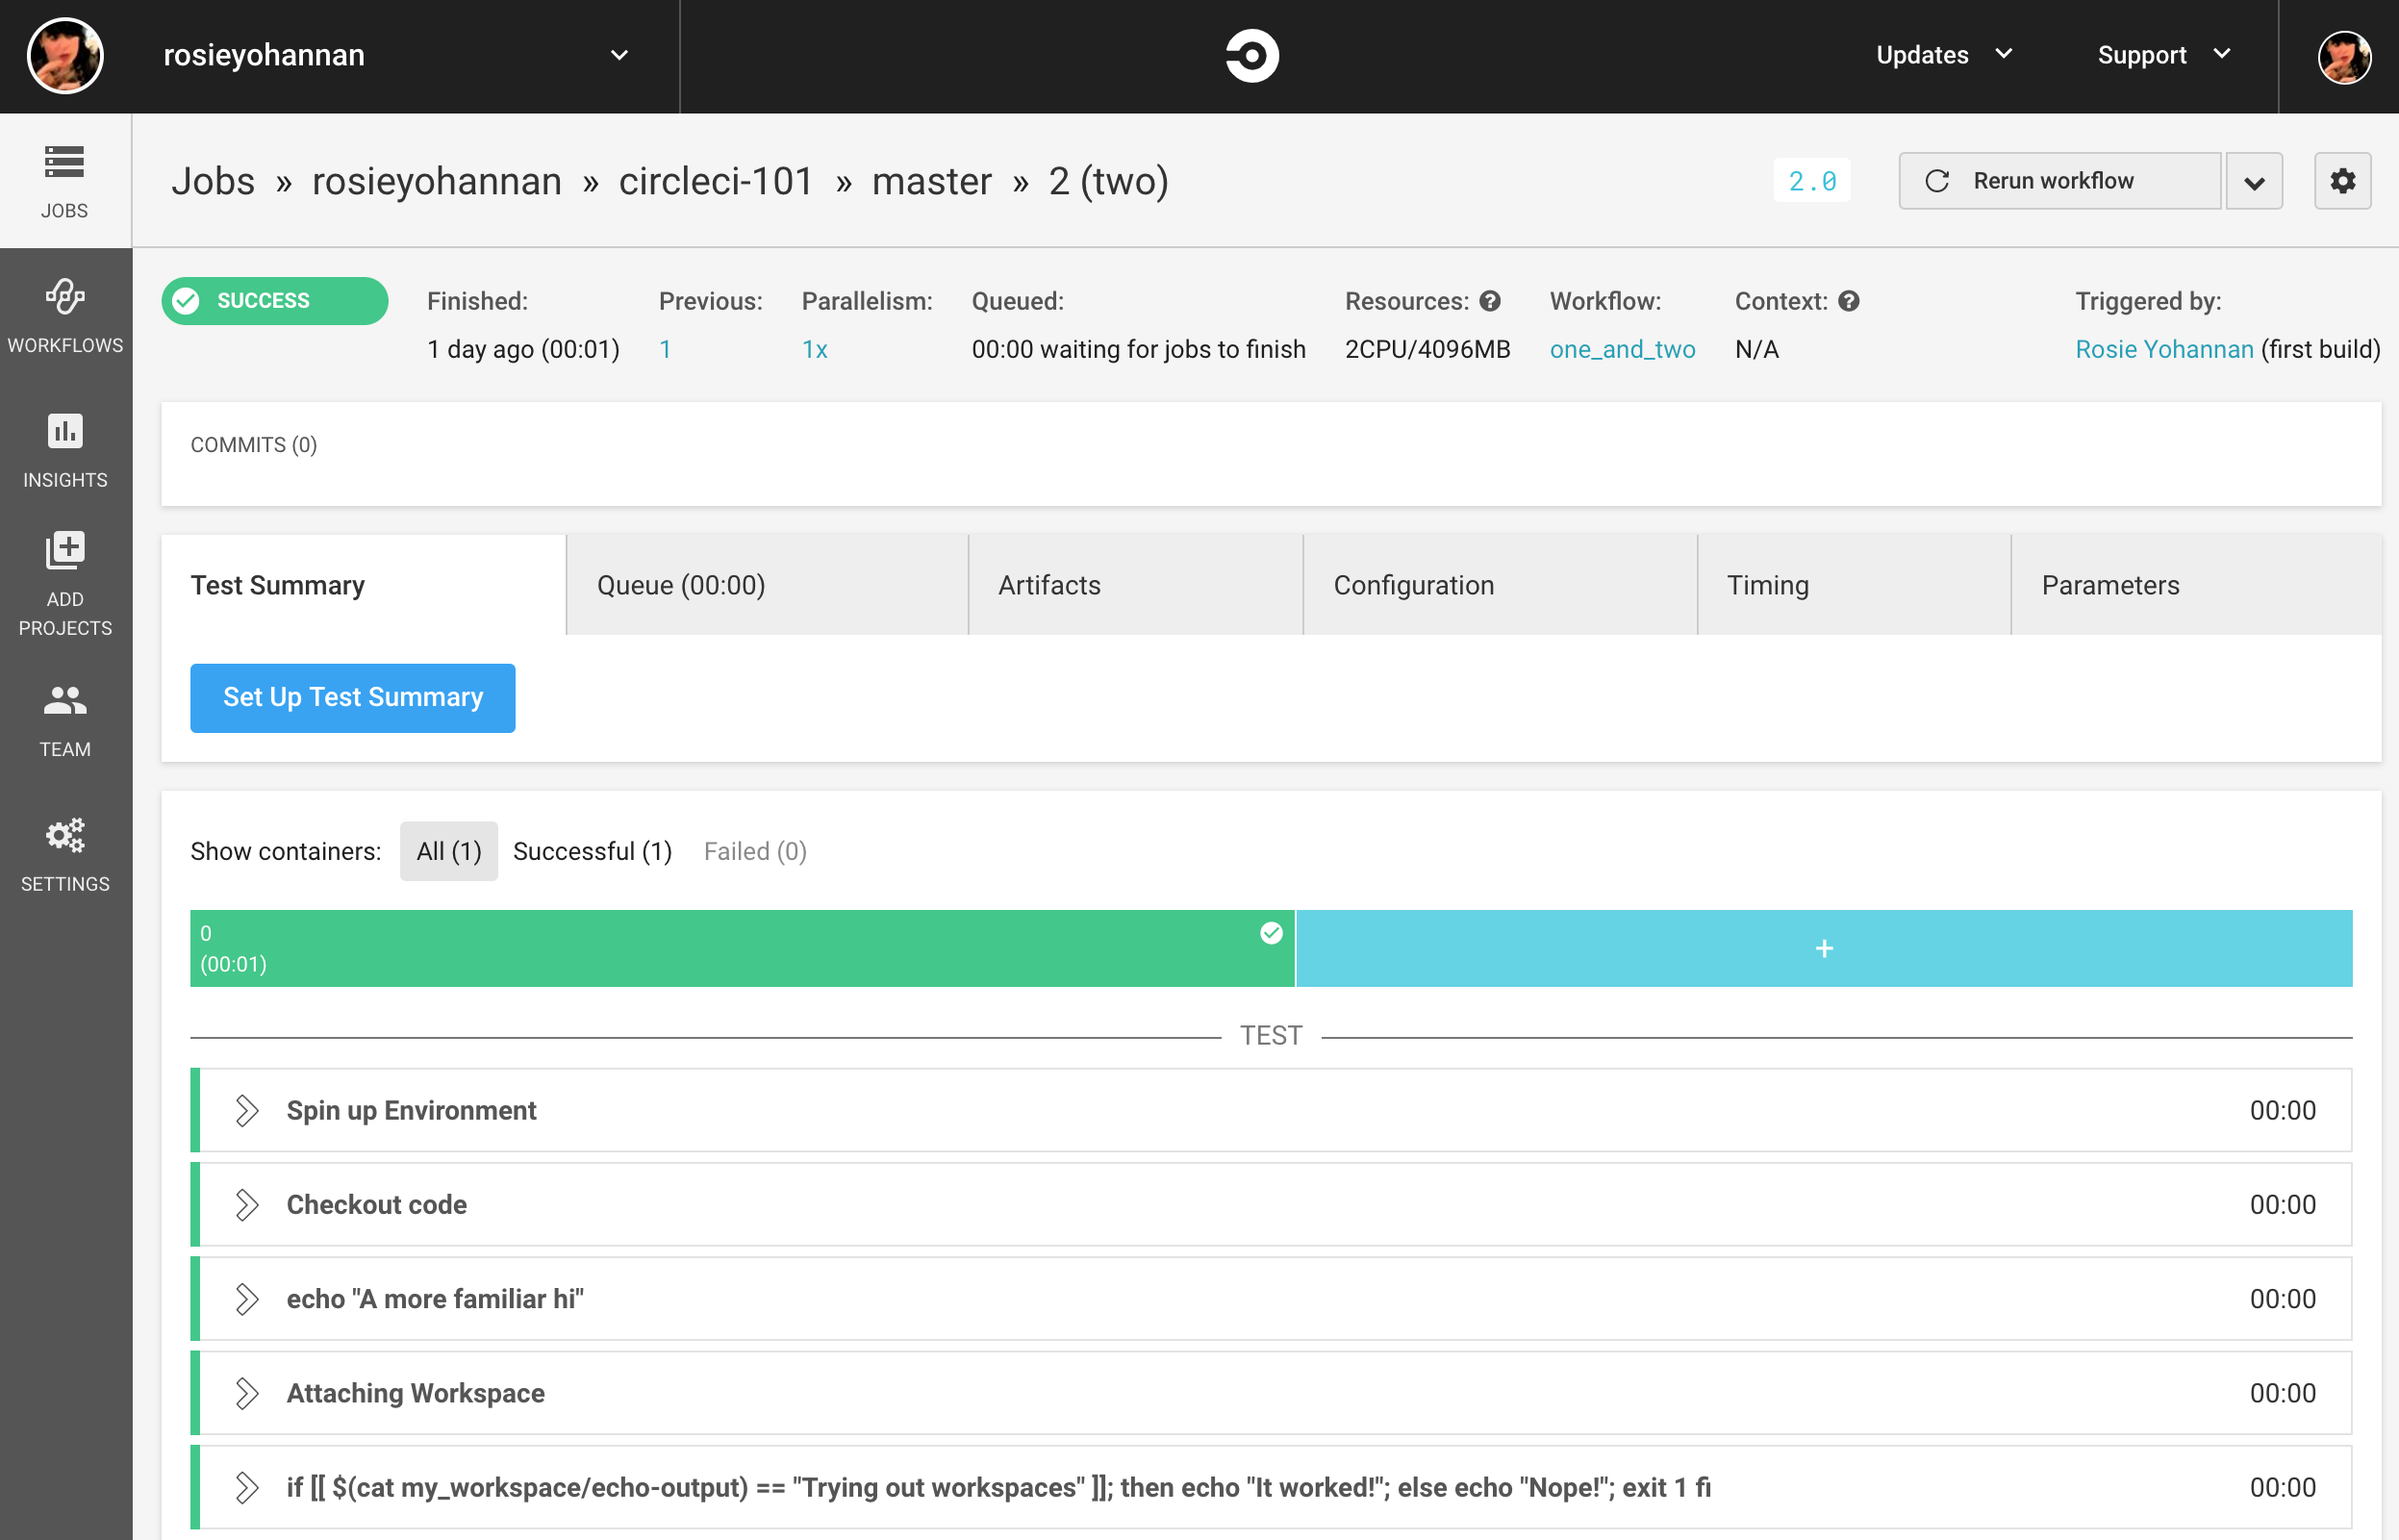 rosieyohannan
Updates
Support
JOBS
WORKFLOWS
INSIGHTS
ADD
PROJECTS
TEAM
SETTINGS
Jobs » rosieyohannan » circleci-101 » master » 2 (two)
2.0
Rerun workflow
SUCCESS
Finished:
1 day ago (00:01)
Previous:
1
Parallelism:
1x
Queued:
00:00 waiting for jobs to finish
Resources:
2CPU/4096MB
Workflow:
one_and_two
Context:
N/A
Triggered by:
Rosie Yohannan (first build)
COMMITS (0)
Test Summary
Queue (00:00)
Artifacts
Configuration
Timing
Parameters
Set Up Test Summary
Show containers: All (1) Successful (1) Failed (0)
0
(00:01)
+
TEST
Spin up Environment 00:00
Checkout code 00:00
echo "A more familiar hi" 00:00
Attaching Workspace 00:00
if [[ $(cat my_workspace/echo-output) == "Trying out workspaces" ]]; then echo "It worked!"; else echo "Nope!"; exit 1 fi 00:00